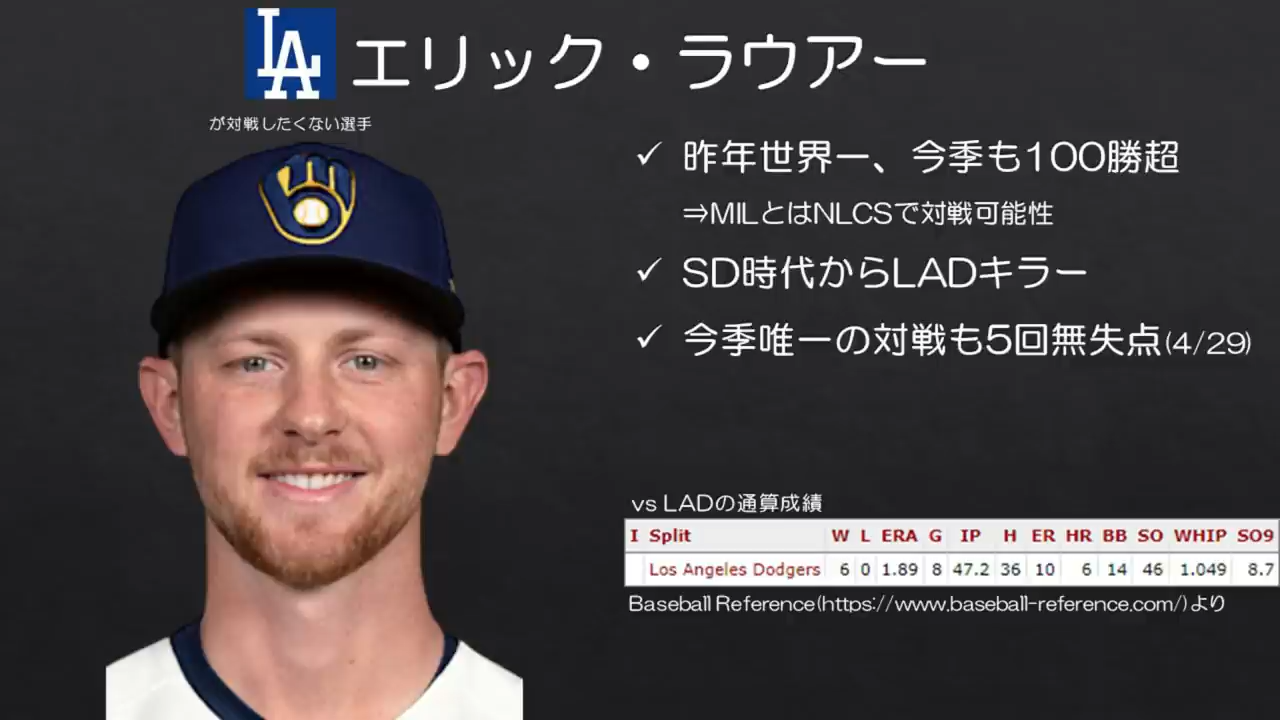 LA エリック・ラウアー
が対戦したくない選手
✓ 昨年世界一、今季も100勝超
⇒MILとはNLCSで対戦可能性
✓ SD時代からLADキラー
✓ 今季唯一の対戦も5回無失点(4/29)
vs LADの通算成績
I Split W L ERA G IP H ER HR BB SO WHIP SO9
Los Angeles Dodgers 6 0 1.89 8 47.2 36 10 6 14 46 1.049 8.7
Baseball Reference(https://www.baseball-reference.com/)より